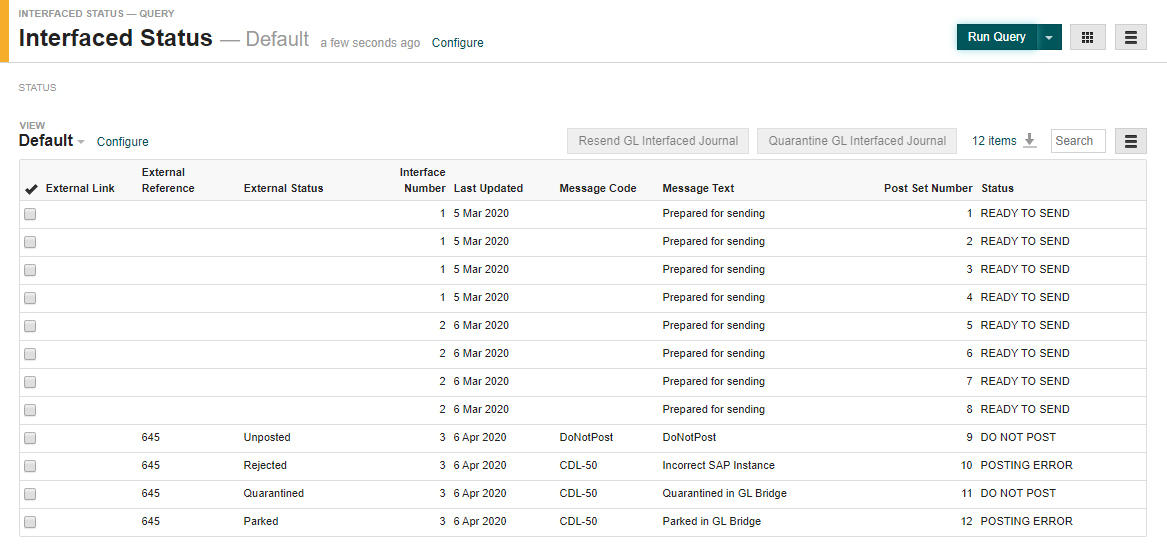 INTERFACED STATUS — QUERY
Interfaced Status — Default a few seconds ago Configure
Run Query
STATUS
VIEW
Default Configure
Resend GL Interfaced Journal Quarantine GL Interfaced Journal 12 items Search
External Link External Reference External Status Interface Number Last Updated Message Code Message Text Post Set Number Status
1 5 Mar 2020 Prepared for sending 1 READY TO SEND
1 5 Mar 2020 Prepared for sending 2 READY TO SEND
1 5 Mar 2020 Prepared for sending 3 READY TO SEND
1 5 Mar 2020 Prepared for sending 4 READY TO SEND
2 6 Mar 2020 Prepared for sending 5 READY TO SEND
2 6 Mar 2020 Prepared for sending 6 READY TO SEND
2 6 Mar 2020 Prepared for sending 7 READY TO SEND
2 6 Mar 2020 Prepared for sending 8 READY TO SEND
645 Unposted 3 6 Apr 2020 DoNotPost DoNotPost 9 DO NOT POST
645 Rejected 3 6 Apr 2020 CDL-50 Incorrect SAP Instance 10 POSTING ERROR
645 Quarantined 3 6 Apr 2020 CDL-50 Quarantined in GL Bridge 11 DO NOT POST
645 Parked 3 6 Apr 2020 CDL-50 Parked in GL Bridge 12 POSTING ERROR